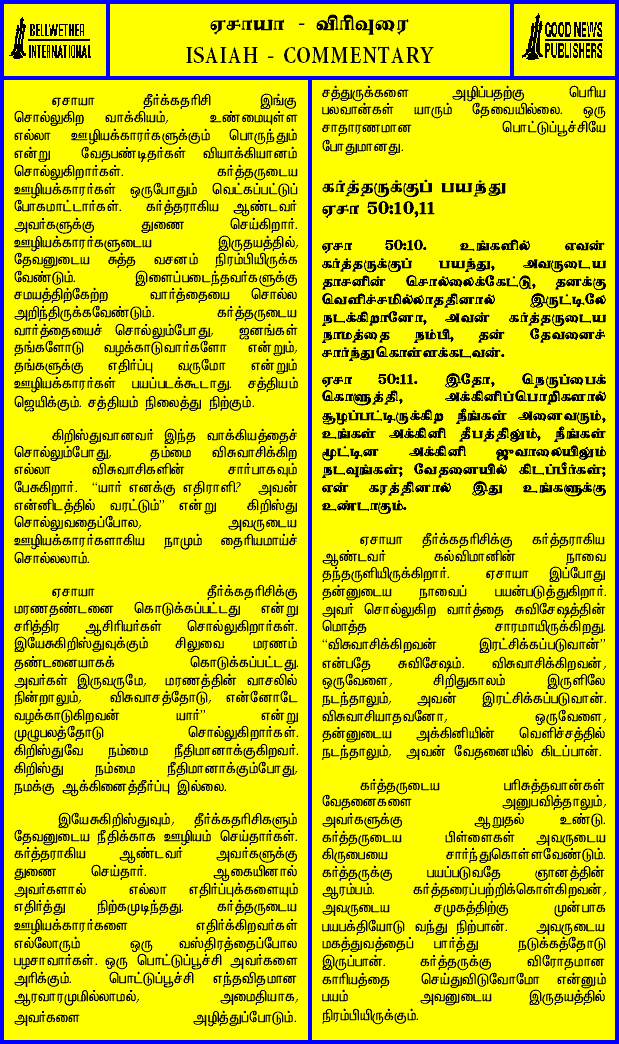 BELLWETHER
INTERNATIONAL
ஏசாயா - விரிவுரை
ISAIAH - COMMENTARY
GOOD NEWS
PUBLISHERS
ஏசாயா தீர்க்கதரிசி இங்கு
சொல்லுகிற வாக்கியம், உண்மையுள்ள
எல்லா ஊழியக்காரர்களுக்கும் பொருந்தும்
என்று வேதபண்டிதர்கள் வியாக்கியானம்
சொல்லுகிறார்கள். கர்த்தருடைய
ஊழியக்காரர்கள் ஒருபோதும் வெட்கப்பட்டுப்
போகமாட்டார்கள். கர்த்தராகிய ஆண்டவர்
அவர்களுக்கு துணை செய்கிறார்.
ஊழியக்காரர்களுடைய இருதயத்தில்,
தேவனுடைய சுத்த வசனம் நிரம்பியிருக்க
வேண்டும். இளைப்படைந்தவர்களுக்கு
சமயத்திற்கேற்ற வார்த்தையை சொல்ல
அறிந்திருக்கவேண்டும். கர்த்தருடைய
வார்த்தையைச் சொல்லும்போது, ஜனங்கள்
தங்களோடு வழக்காடுவார்களோ என்றும்,
தங்களுக்கு எதிர்ப்பு வருமோ என்றும்
ஊழியக்காரர்கள் பயப்படக்கூடாது. சத்தியம்
ஜெயிக்கும். சத்தியம் நிலைத்து நிற்கும்.
கிறிஸ்துவானவர் இந்த வாக்கியத்தைச்
சொல்லும்போது, தம்மை விசுவாசிக்கிற
எல்லா விசுவாசிகளின் சார்பாகவும்
பேசுகிறார். "யார் எனக்கு எதிராளி? அவன்
என்னிடத்தில் வரட்டும்" என்று கிறிஸ்து
சொல்லுவதைப்போல, அவருடைய
ஊழியக்காரர்களாகிய நாமும் தைரியமாய்ச்
சொல்லலாம்.
ஏசாயா தீர்க்கதரிசிக்கு
மரணதண்டனை கொடுக்கப்பட்டது என்று
சரித்திர ஆசிரியர்கள் சொல்லுகிறார்கள்.
இயேசுகிறிஸ்துவுக்கும் சிலுவை மரணம்
தண்டனையாகக் கொடுக்கப்பட்டது.
அவர்கள் இருவருமே, மரணத்தின் வாசலில்
நின்றாலும், விசுவாசத்தோடு, என்னோடே
வழக்காடுகிறவன் யார்" என்று
முழுபலத்தோடு சொல்லுகிறார்கள்.
கிறிஸ்துவே நம்மை நீதிமானாக்குகிறவர்.
கிறிஸ்து நம்மை நீதிமானாக்கும்போது,
நமக்கு ஆக்கினைத்தீர்ப்பு இல்லை.
இயேசுகிறிஸ்துவும், தீர்க்கதரிசிகளும்
தேவனுடைய நீதிக்காக ஊழியம் செய்தார்கள்.
கர்த்தராகிய ஆண்டவர் அவர்களுக்கு
துணை செய்தார். ஆகையினால்
அவர்களால் எல்லா எதிர்ப்புக்களையும்
எதிர்த்து நிற்கமுடிந்தது. கர்த்தருடைய
ஊழியக்காரர்களை எதிர்க்கிறவர்கள்
எல்லோரும் ஒரு வஸ்திரத்தைப்போல
பழசாவார்கள். ஒரு பொட்டுப்பூச்சி அவர்களை
அரிக்கும். பொட்டுப்பூச்சி எந்தவிதமான
ஆரவாரமுமில்லாமல், அமைதியாக,
அவர்களை அழித்துப்போடும்.
சத்துருக்களை அழிப்பதற்கு பெரிய
பலவான்கள் யாரும் தேவையில்லை. ஒரு
சாதாரணமான பொட்டுப்பூச்சியே
போதுமானது.
கர்த்தருக்குப் பயந்து
ஏசா 50:10,11
ஏசா 50:10. உங்களில் எவன்
கர்த்தருக்குப் பயந்து, அவருடைய
தாசனின் சொல்லைக்கேட்டு, தனக்கு
வெளிச்சமில்லாததினால் இருட்டிலே
நடக்கிறானோ, அவன் கர்த்தருடைய
நாமத்தை நம்பி, தன் தேவனைச்
சார்ந்துகொள்ளக்கடவன்.
ஏசா 50:11. இதோ, நெருப்பைக்
கொளுத்தி, அக்கினிப்பொறிகளால்
சூழப்பட்டிருக்கிற நீங்கள் அனைவரும்,
உங்கள் அக்கினி தீபத்திலும், நீங்கள்
மூட்டின அக்கினி ஜுவாலையிலும்
நடவுங்கள்; வேதனையில் கிடப்பீர்கள்;
என் கரத்தினால் இது உங்களுக்கு
உண்டாகும்.
ஏசாயா தீர்க்கதரிசிக்கு கர்த்தராகிய
ஆண்டவர் கல்விமானின் நாவை
தந்தருளியிருக்கிறார். ஏசாயா இப்போது
தன்னுடைய நாவைப் பயன்படுத்துகிறார்.
அவர் சொல்லுகிற வார்த்தை சுவிசேஷத்தின்
மொத்த சாரமாயிருக்கிறது.
"விசுவாசிக்கிறவன் இரட்சிக்கப்படுவான்"
என்பதே சுவிசேஷம். விசுவாசிக்கிறவன்,
ஒருவேளை, சிறிதுகாலம் இருளிலே
நடந்தாலும், அவன் இரட்சிக்கப்படுவான்.
விசுவாசியாதவனோ, ஒருவேளை,
தன்னுடைய அக்கினியின் வெளிச்சத்தில்
நடந்தாலும், அவன் வேதனையில் கிடப்பான்.
கர்த்தருடைய பரிசுத்தவான்கள்
வேதனைகளை அனுபவித்தாலும்,
அவர்களுக்கு ஆறுதல் உண்டு.
கர்த்தருடைய பிள்ளைகள் அவருடைய
கிருபையை சார்ந்துகொள்ளவேண்டும்.
கர்த்தருக்கு பயப்படுவதே ஞானத்தின்
ஆரம்பம். கர்த்தரைப்பற்றிக்கொள்கிறவன்,
அவருடைய சமுகத்திற்கு முன்பாக
பயபக்தியோடு வந்து நிற்பான். அவருடைய
மகத்துவத்தைப் பார்த்து நடுக்கத்தோடு
இருப்பான். கர்த்தருக்கு விரோதமான
காரியத்தை செய்துவிடுவோமோ என்னும்
பயம் அவனுடைய இருதயத்தில்
நிரம்பியிருக்கும்.